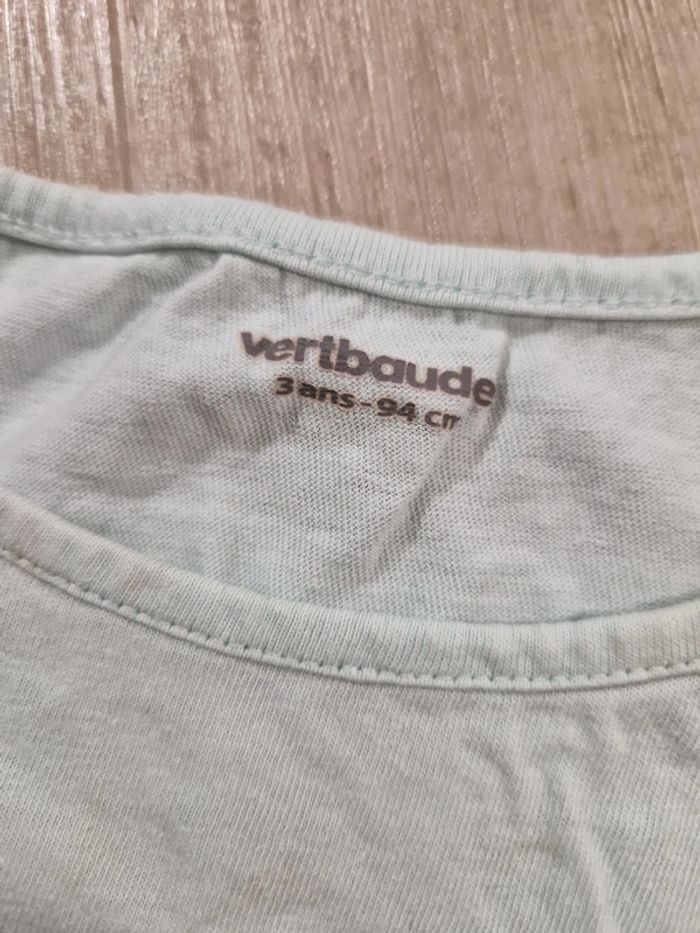 vertbaudet
3 ans - 94 cm